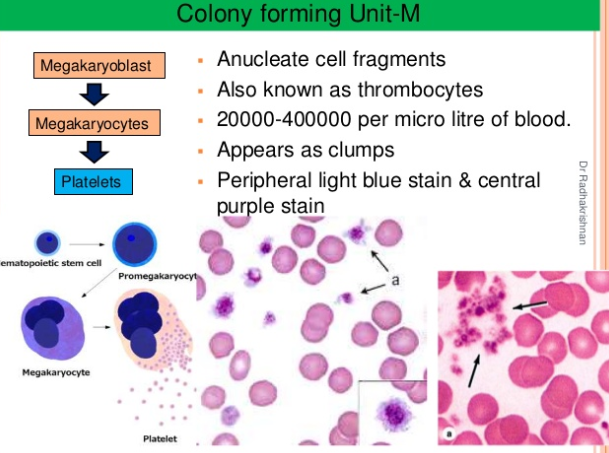 Colony forming Unit-M
Megakaryoblast
Megakaryocytes
Platelets
▪ Anucleate cell fragments
▪ Also known as thrombocytes
▪ 20000-400000 per micro litre of blood.
▪ Appears as clumps
▪ Peripheral light blue stain & central
purple stain
Dr Radhakrishnan
ematopoietic stem cell
Promegakaryocyt
Megakaryocyte
Platelet
a
a